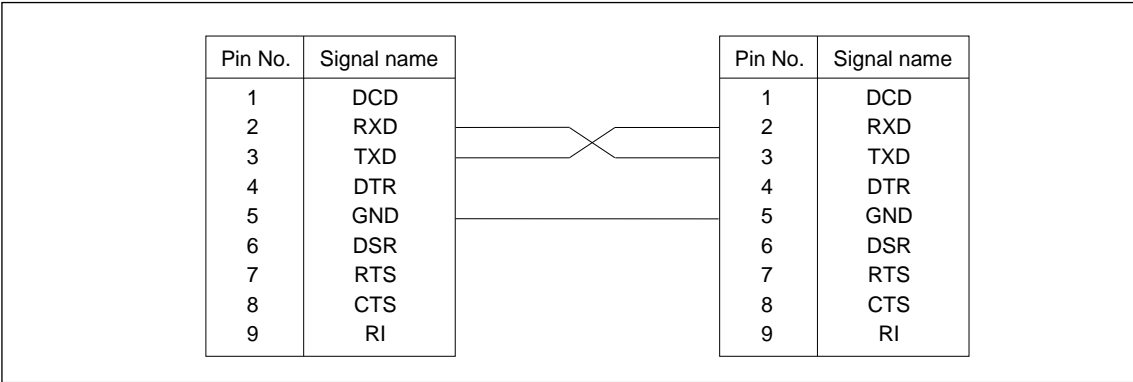 Pin No. Signal name Pin No. Signal name
1 DCD 1 DCD
2 RXD 2 RXD
3 TXD 3 TXD
4 DTR 4 DTR
5 GND 5 GND
6 DSR 6 DSR
7 RTS 7 RTS
8 CTS 8 CTS
9 RI 9 RI